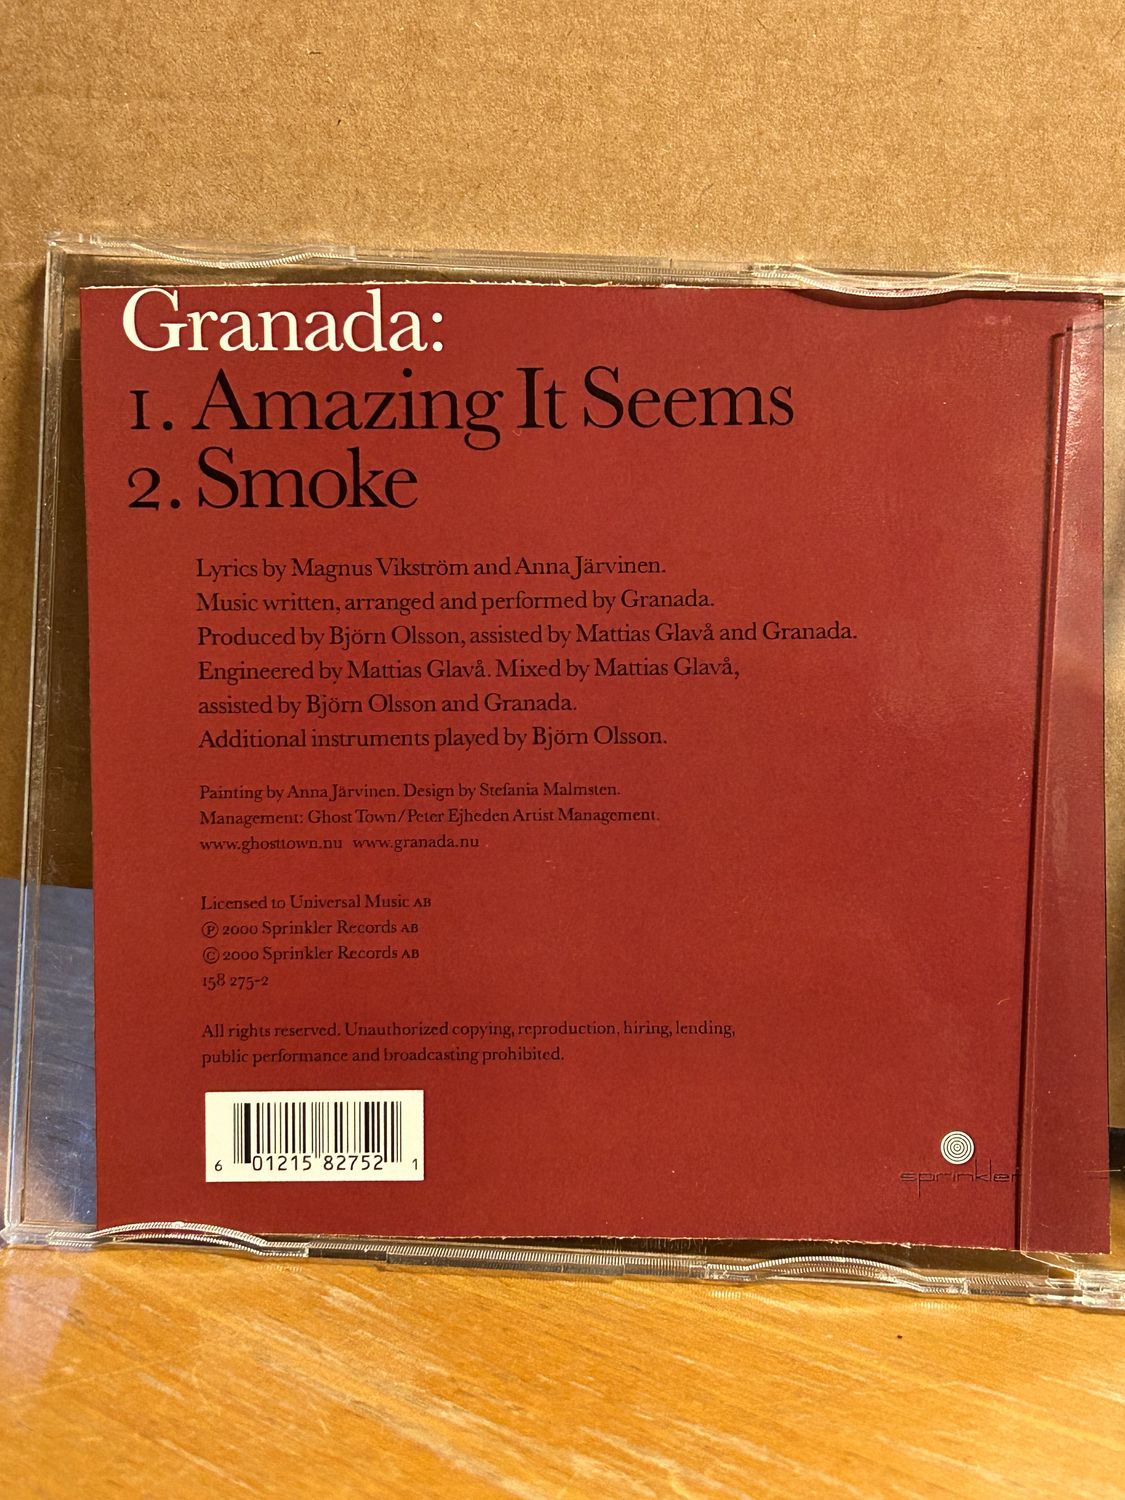 Granada:
1. Amazing It Seems
2. Smoke
Lyrics by Magnus Vikström and Anna Järvinen.
Music written, arranged and performed by Granada.
Produced by Björn Olsson, assisted by Mattias Glavå and Granada.
Engineered by Mattias Glavå. Mixed by Mattias Glavå,
assisted by Björn Olsson and Granada.
Additional instruments played by Björn Olsson.
Painting by Anna Järvinen. Design by Stefania Malmsten.
Management: Ghost Town/Peter Ejheden Artist Management.
www.ghosttown.nu www.granada.nu
Licensed to Universal Music AB
Ⓟ 2000 Sprinkler Records AB
© 2000 Sprinkler Records AB
158 275-2
All rights reserved. Unauthorized copying, reproduction, hiring, lending,
public performance and broadcasting prohibited.
6 01215 82752 1
sprinkler